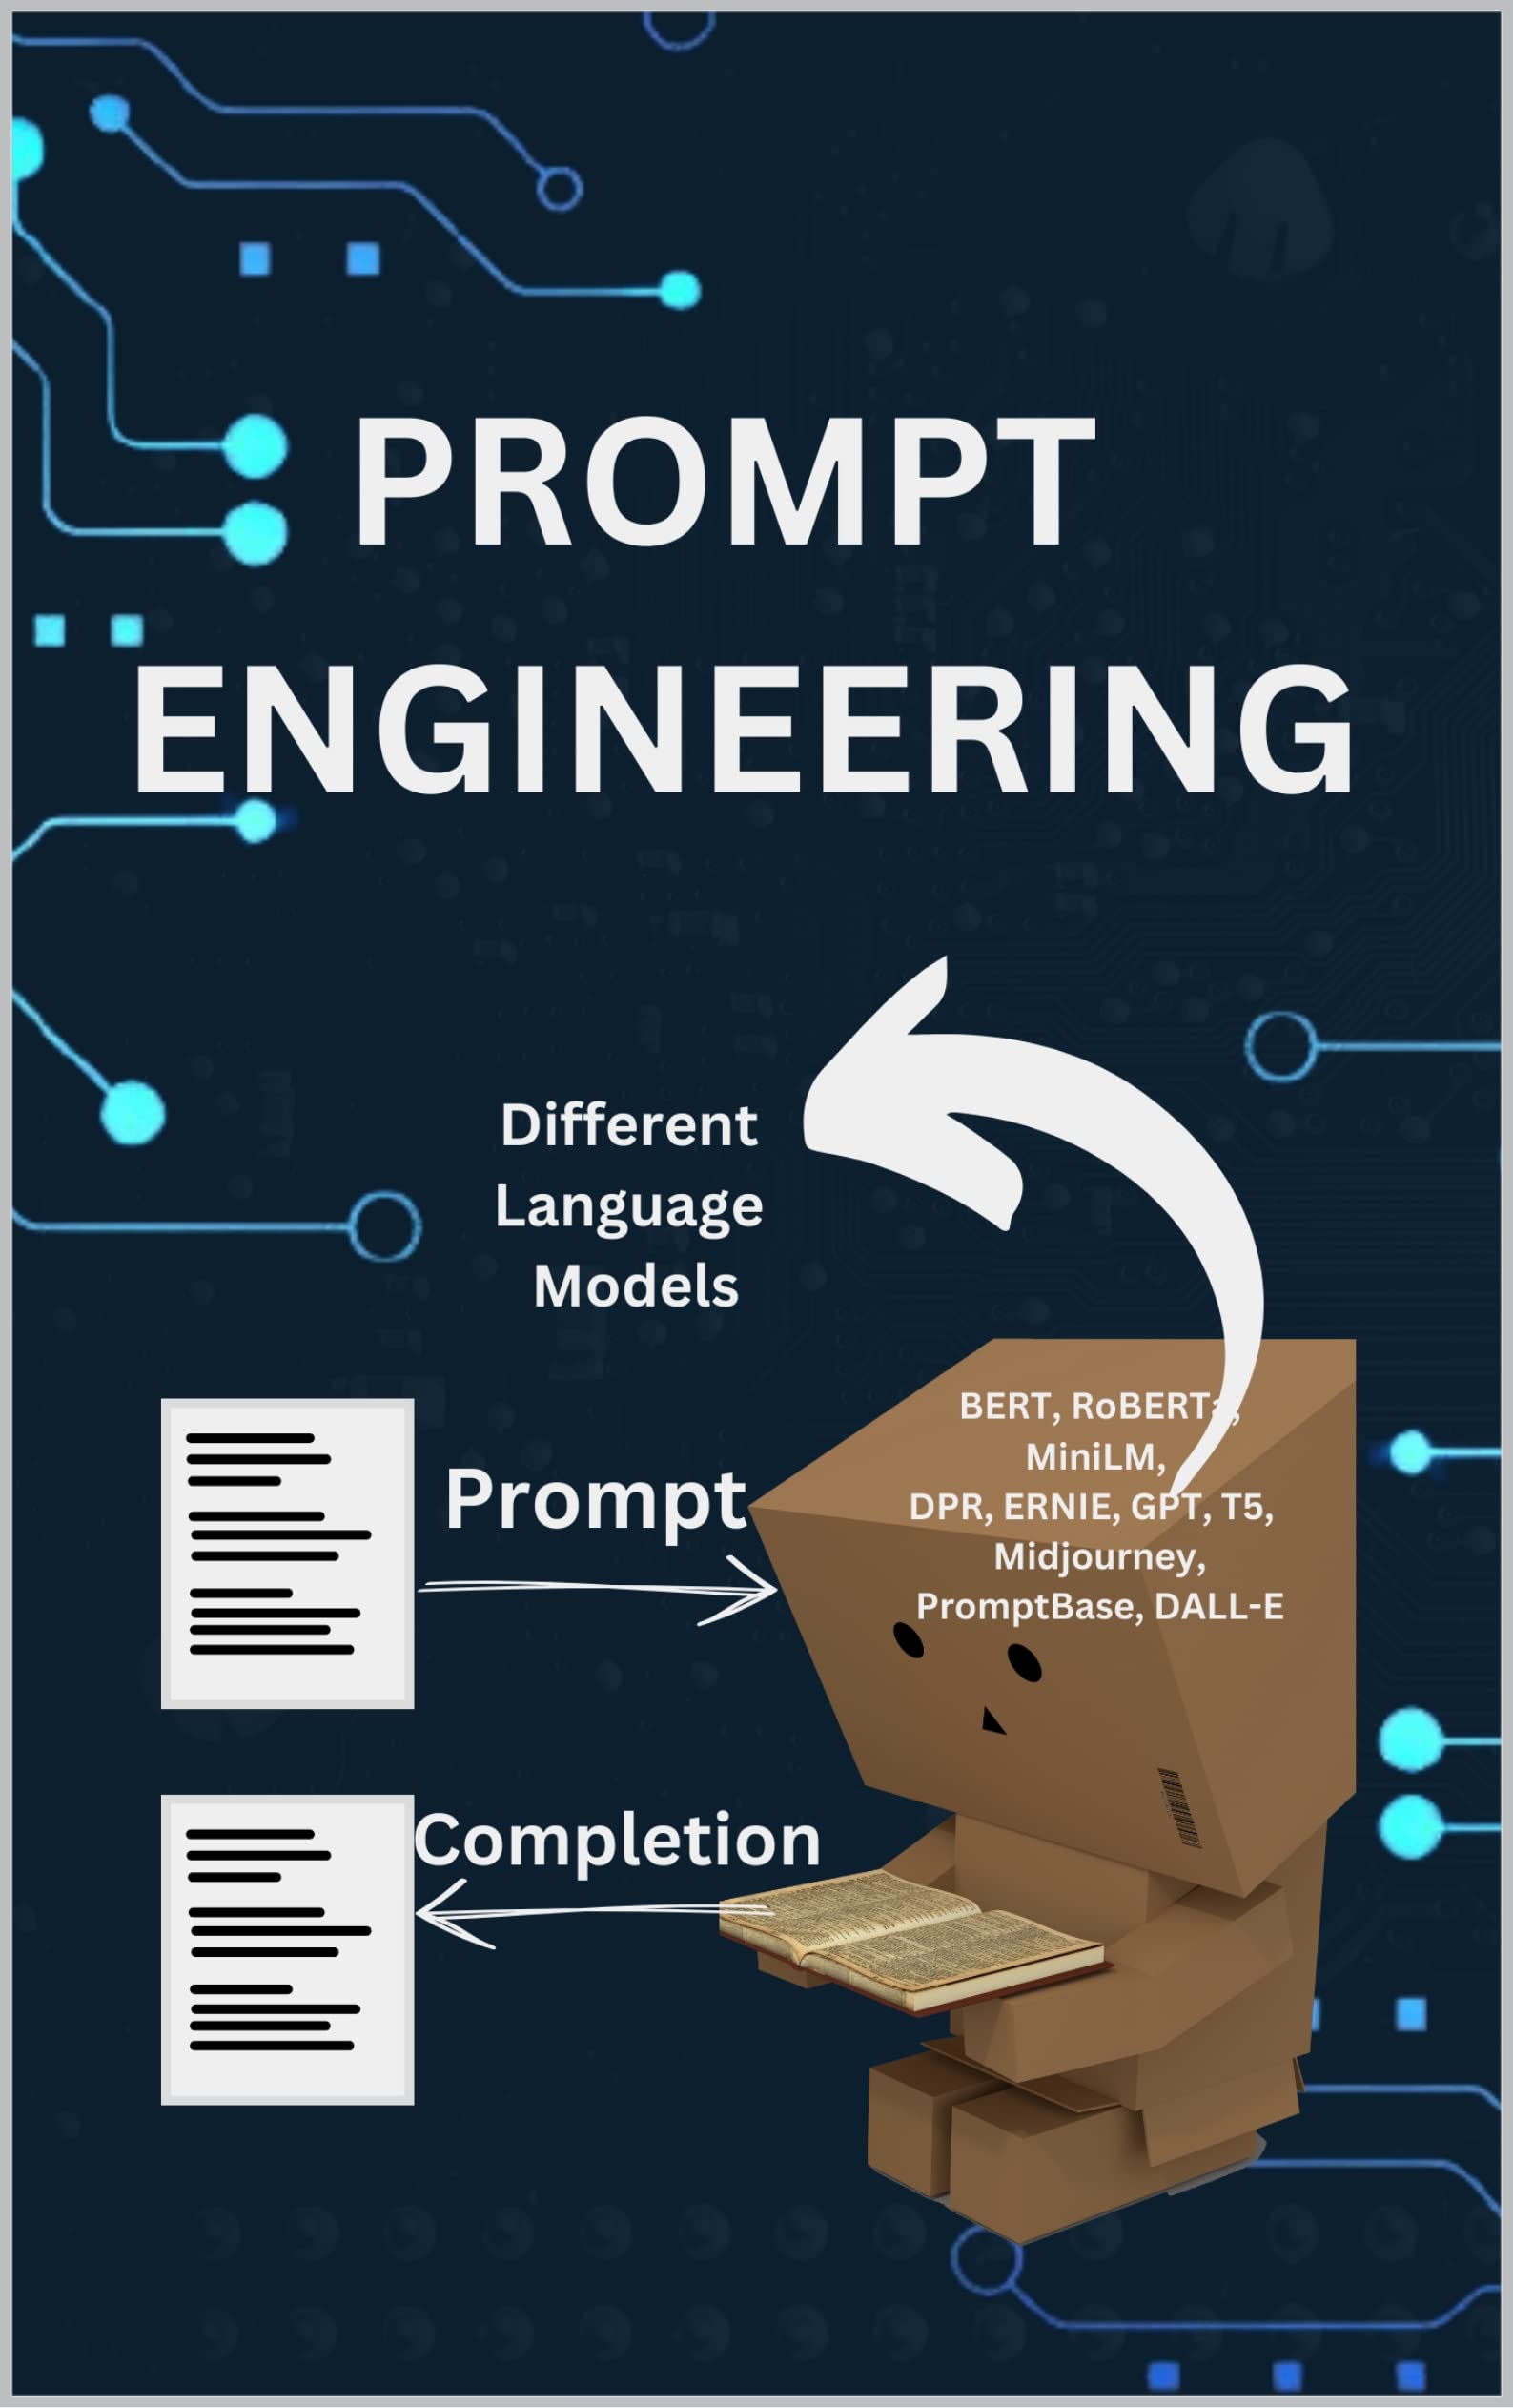 PROMPT
ENGINEERING
Different
Language
Models
BERT, RoBERTa,
MiniLM,
DPR, ERNIE, GPT, T5,
Midjourney,
PromptBase, DALL-E
Prompt
Completion